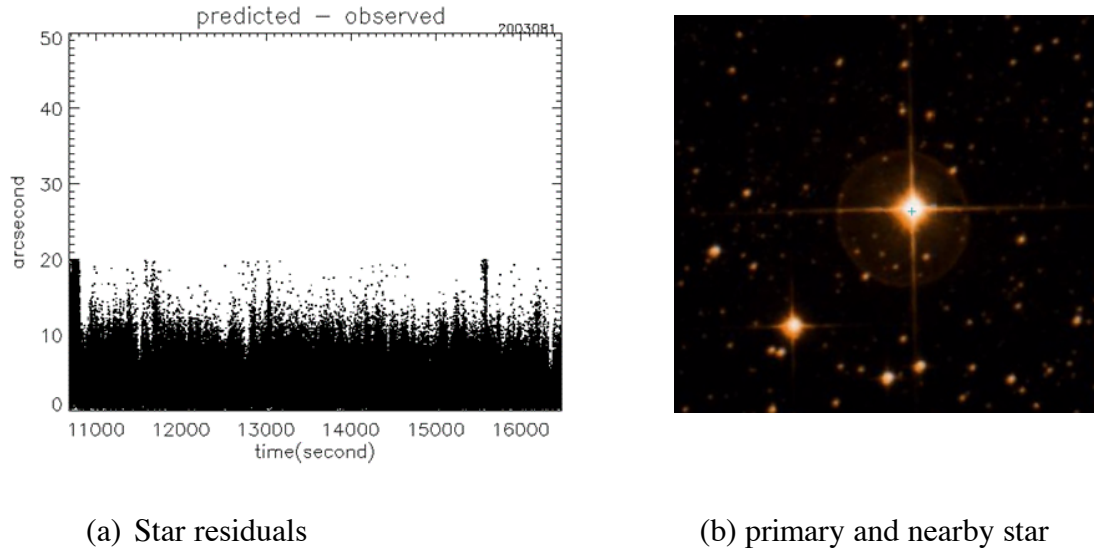 predicted – observed
2003081
50
40
30
20
10
0
arcsecond
11000 12000 13000 14000 15000 16000
time(second)
(a) Star residuals
(b) primary and nearby star